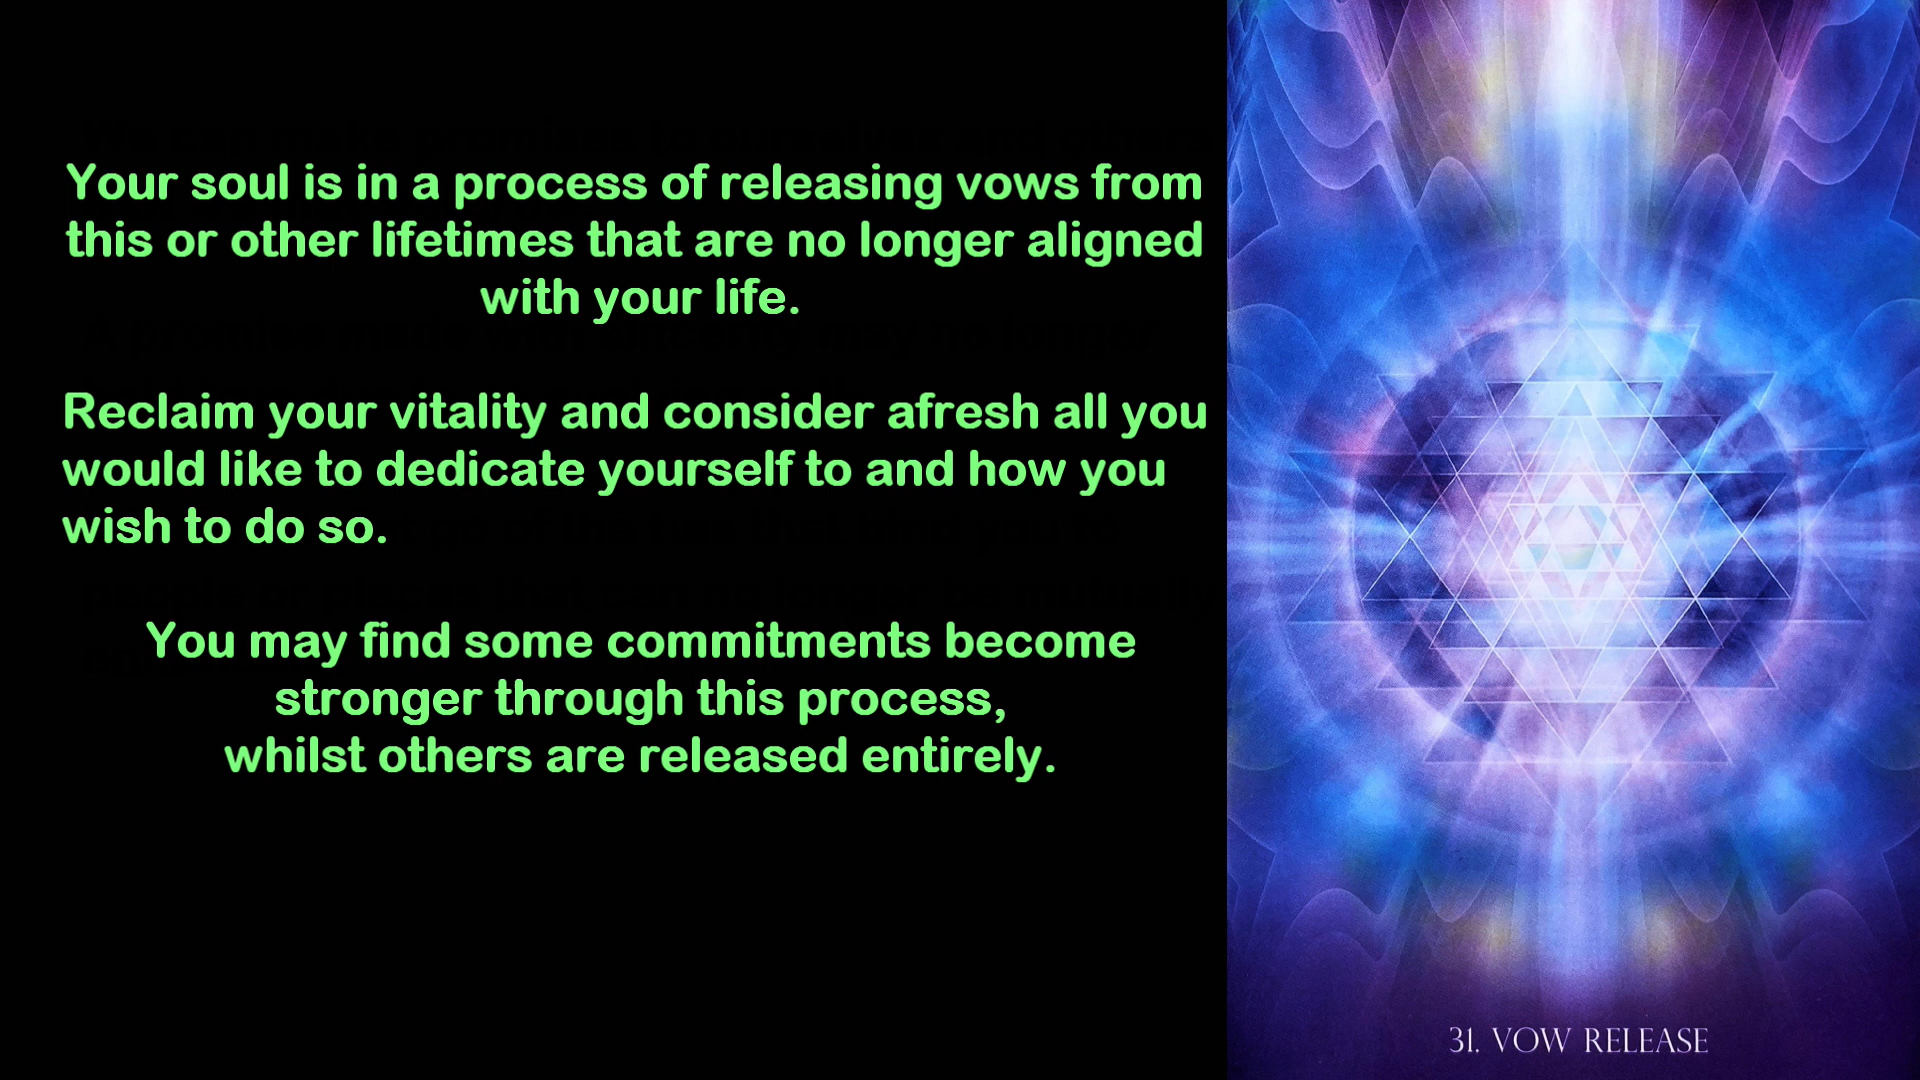 Your soul is in a process of releasing vows from
this or other lifetimes that are no longer aligned
with your life.
Reclaim your vitality and consider afresh all you
would like to dedicate yourself to and how you
wish to do so.
You may find some commitments become
stronger through this process,
whilst others are released entirely.
31. VOW RELEASE